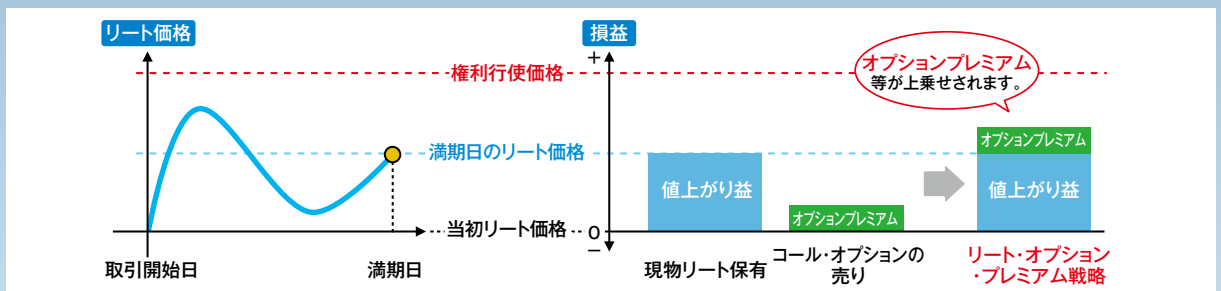 リート価格
権利行使価格
満期日のリート価格
当初リート価格
取引開始日
満期日
損益
+
0
−
オプションプレミアム
等が上乗せされます。
値上がり益
オプションプレミアム
オプションプレミアム
値上がり益
現物リート保有
コール・オプションの
売り
リート・オプション
・プレミアム戦略